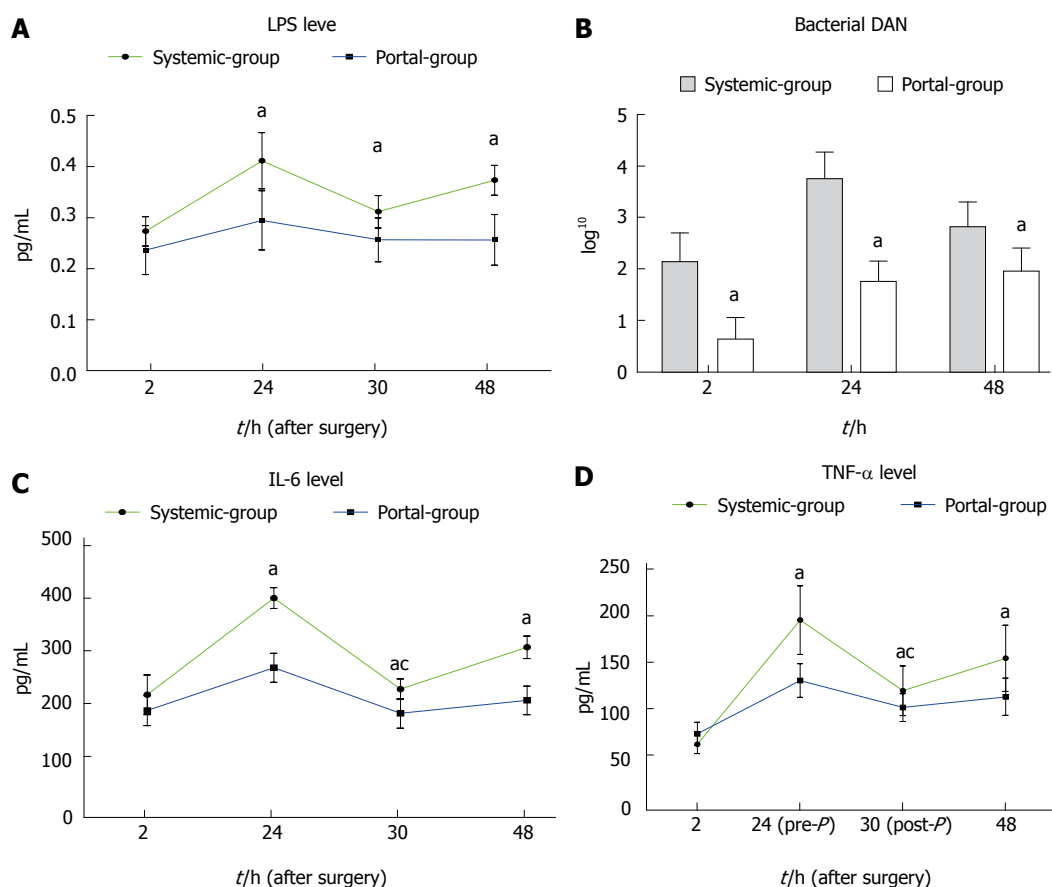 A
LPS leve
Systemic-group Portal-group
0.5
0.4
0.3
0.2
0.1
0.0
pg/mL
a a a
2 24 30 48
t/h (after surgery)
B
Bacterial DAN
Systemic-group Portal-group
5
4
3
2
1
0
log¹⁰
a a a
2 24 48
t/h
C
IL-6 level
Systemic-group Portal-group
500
400
300
200
100
0
pg/mL
a ac a
2 24 30 48
t/h (after surgery)
D
TNF-α level
Systemic-group Portal-group
250
200
150
100
50
0
pg/mL
a ac a
2 24 (pre-P) 30 (post-P) 48
t/h (after surgery)